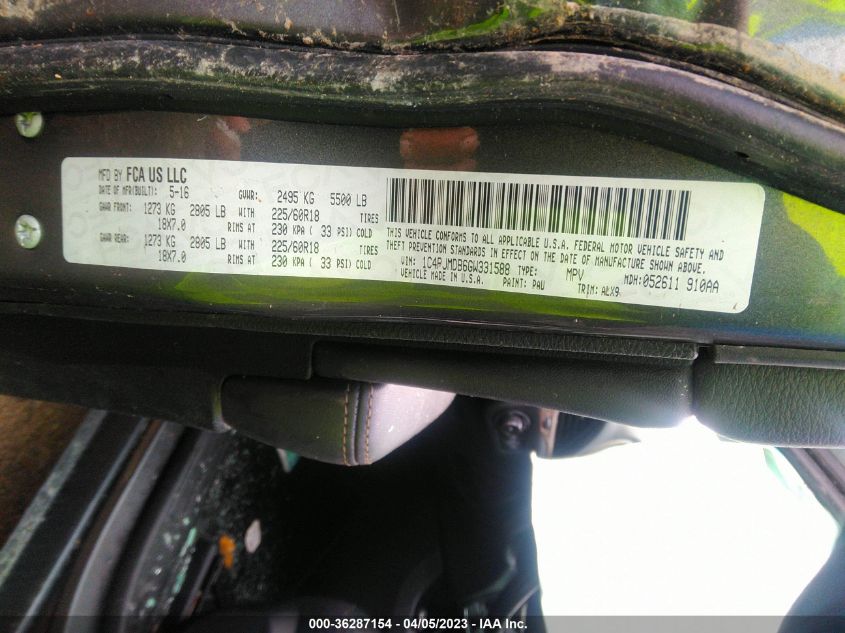 MFD BY FCA US LLC
DATE OF MFR(BUILT): 5-16 GVWR: 2495 KG 5500 LB
GAWR FRONT: 1273 KG 2805 LB WITH 225/60R18 TIRES
18X7.0 RIMS AT 230 KPA ( 33 PSI) COLD
GAWR REAR: 1273 KG 2805 LB WITH 225/60R18 TIRES
18X7.0 RIMS AT 230 KPA ( 33 PSI) COLD
THIS VEHICLE CONFORMS TO ALL APPLICABLE U.S.A. FEDERAL MOTOR VEHICLE SAFETY AND
THEFT PREVENTION STANDARDS IN EFFECT ON THE DATE OF MANUFACTURE SHOWN ABOVE.
VIN: 1C4PJMDB6GW331588 TYPE: MPV MDH: 052611 910AA
VEHICLE MADE IN U.S.A. PAINT: PAU TRIM: ALX9
000-36287154 - 04/05/2023 - IAA Inc.